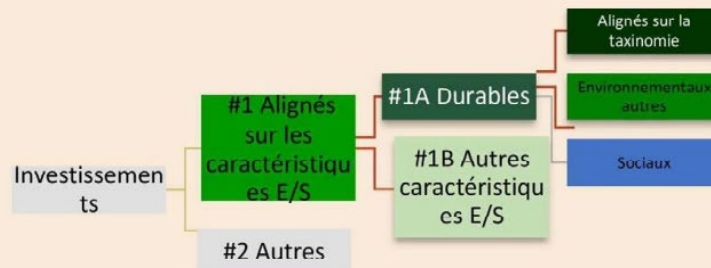 Investissemen
ts
#1 Alignés
sur les
caractéristiqu
es E/S
#2 Autres
#1A Durables
#1B Autres
caractéristiqu
es E/S
Alignés sur la
taxinomie
Environnementaux
autres
Sociaux